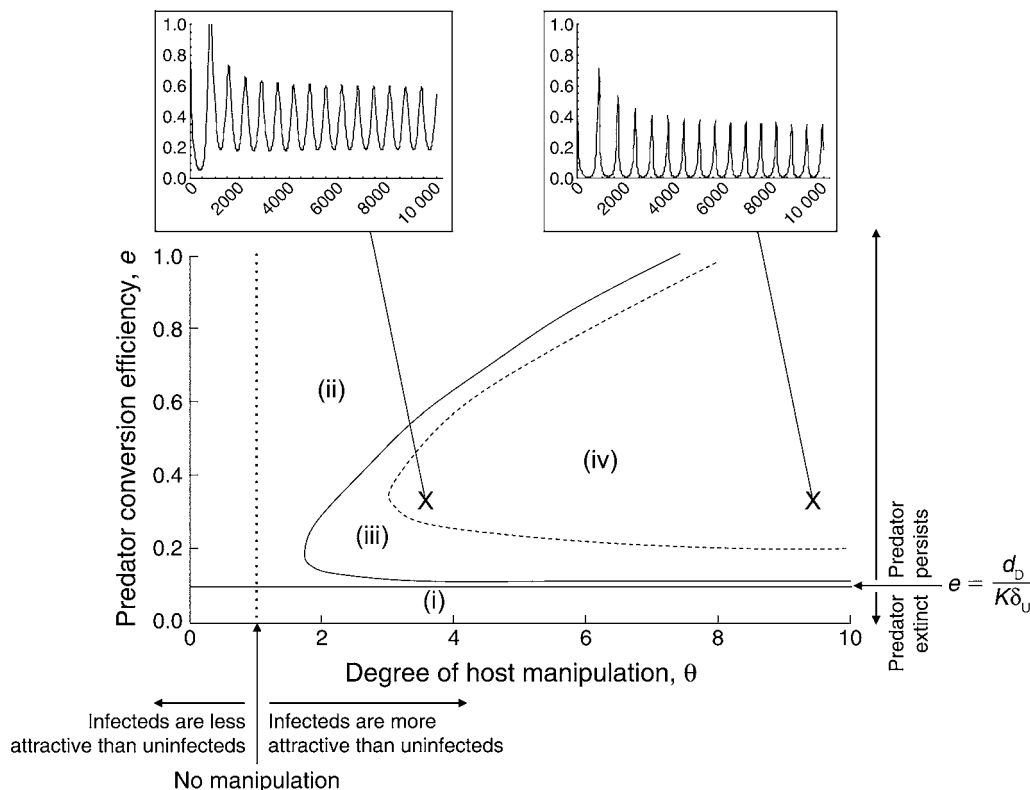 1.0
0.8
0.6
0.4
0.2
0.0
0
2000
4000
6000
8000
10 000
1.0
0.8
0.6
0.4
0.2
0.0
0
2000
4000
6000
8000
10 000
Predator conversion efficiency, e
1.0
0.8
0.6
0.4
0.2
0.0
(ii)
(iii)
(iv)
(i)
X
X
0
2
4
6
8
10
Degree of host manipulation, θ
Predator
persists
Predator
extinct
e = d_D / Kδ_U
Infecteds are less
attractive than uninfecteds
Infecteds are more
attractive than uninfecteds
No manipulation